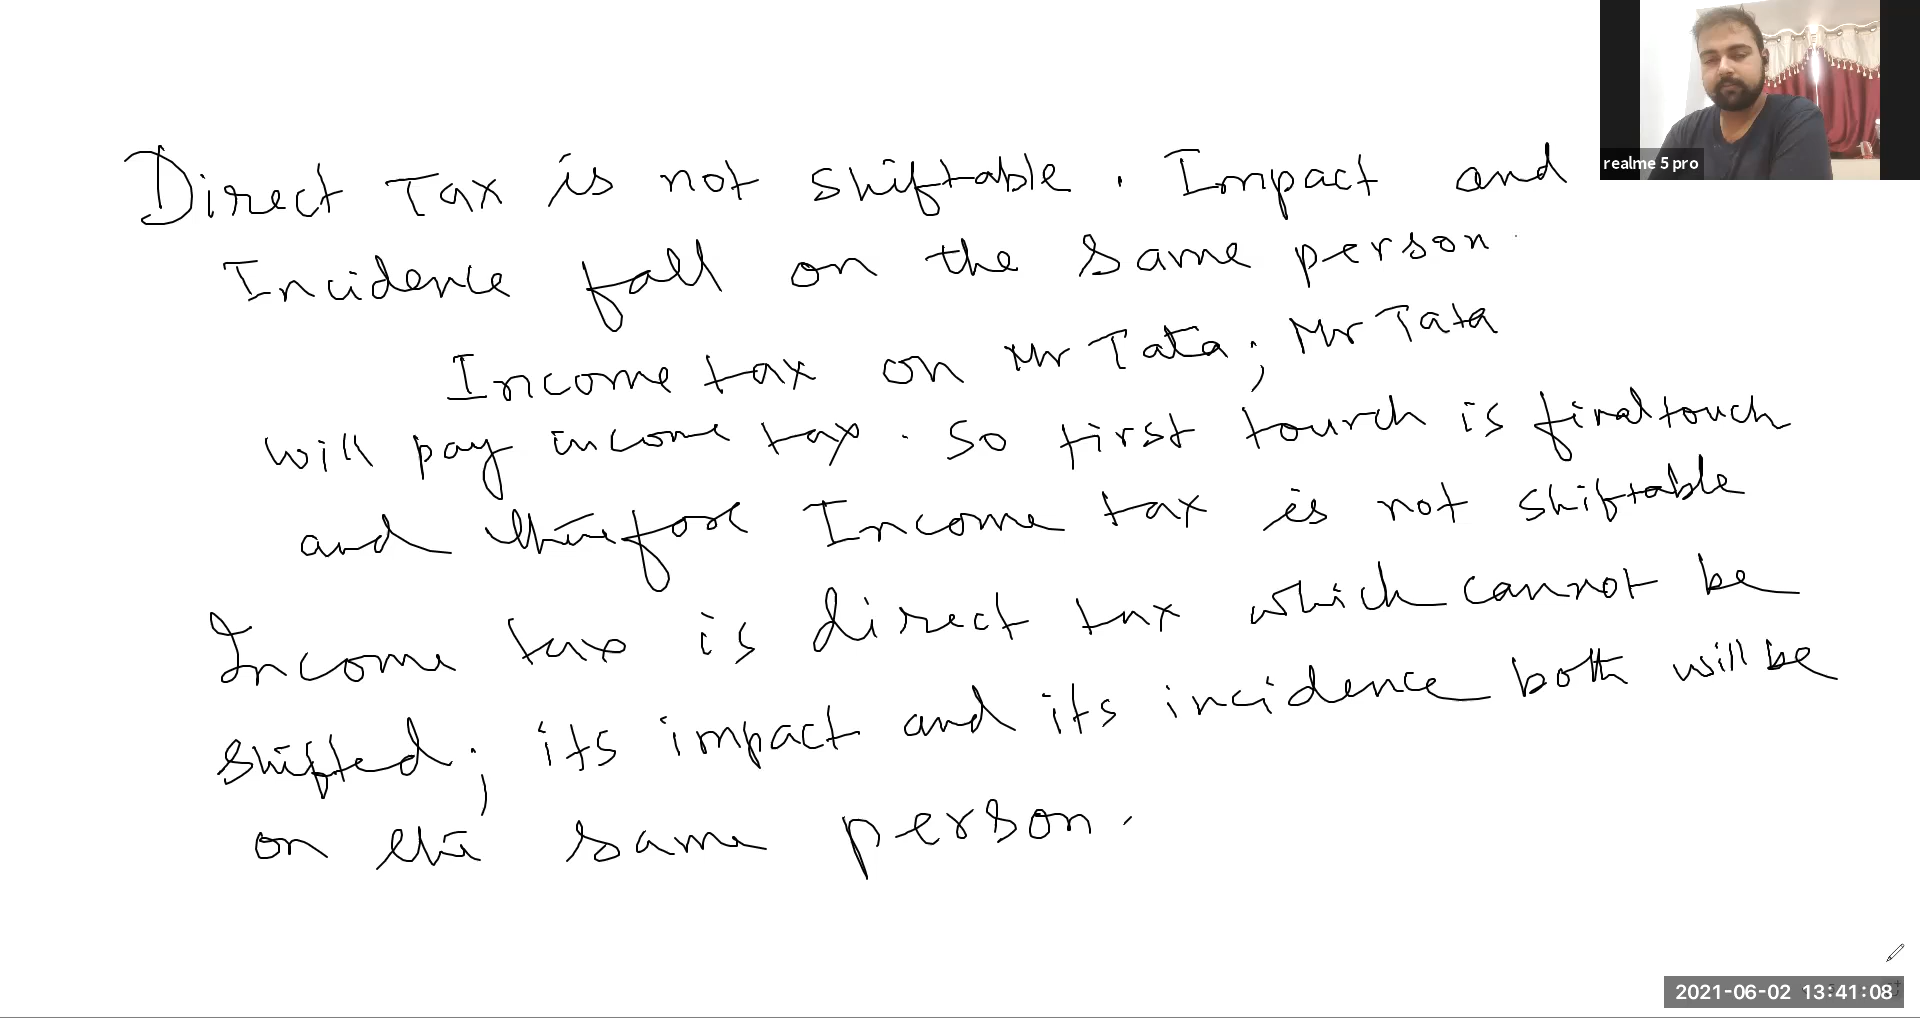 realme 5 pro
Direct Tax is not shiftable. Impact and
Incidence fall on the same person.
Income tax on Mr Tata; Mr Tata
will pay income tax. So first tourch is final touch
and therefore Income tax is not shiftable
Income tax is direct tax which cannot be
shifted; its impact and its incidence both will be
on the same person.
2021-06-02 13:41:08